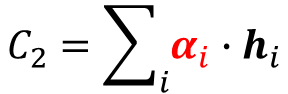 C₂ = ∑ᵢ αᵢ · hᵢ